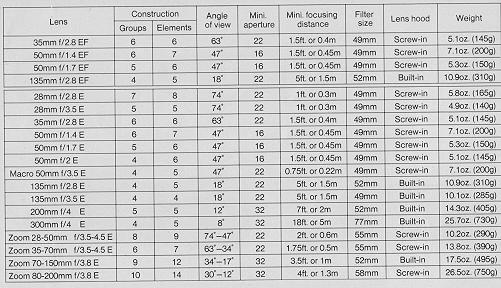 Lens Construction Groups Elements Angle of view Mini. aperture Mini. focusing distance Filter size Lens hood Weight
35mm f/2.8 EF 6 6 63° 22 1.5ft. or 0.4m 49mm Screw-in 5.1oz. (145g)
50mm f/1.4 EF 6 7 47° 16 1.5ft. or 0.45m 49mm Screw-in 7.1oz. (200g)
50mm f/1.7 EF 6 5 47° 16 1.5ft. or 0.45m 49mm Screw-in 5.3oz. (150g)
135mm f/2.8 EF 4 5 18° 22 5ft. or 1.5m 52mm Built-in 10.9oz. (310g)
28mm f/2.8 E 7 8 74° 22 1ft. or 0.3m 49mm Screw-in 5.8oz. (165g)
28mm f/3.5 E 5 5 74° 22 1ft. or 0.3m 49mm Screw-in 4.9oz. (140g)
35mm f/2.8 E 6 6 63° 22 1.5ft. or 0.4m 49mm Screw-in 5.1oz. (145g)
50mm f/1.4 E 6 7 47° 16 1.5ft. or 0.45m 49mm Screw-in 7.1oz. (200g)
50mm f/1.7 E 5 6 47° 16 1.5ft. or 0.45m 49mm Screw-in 5.3oz. (150g)
50mm f/2 E 4 6 47° 16 1.5ft. or 0.45m 49mm Screw-in 5.1oz. (145g)
Macro 50mm f/3.5 E 4 5 47° 22 0.75ft. or 0.22m 49mm Screw-in 7.1oz. (200g)
135mm f/2.8 E 4 5 18° 22 5ft. or 1.5m 52mm Built-in 10.9oz. (310g)
135mm f/3.5 E 4 4 18° 22 5ft. or 1.5m 49mm Built-in 10.1oz. (285g)
200mm f/4 E 5 5 12° 32 7ft. or 2m 52mm Built-in 14.3oz. (405g)
300mm f/4 E 4 5 8° 32 18ft. or 5m 77mm Built-in 25.7oz. (730g)
Zoom 28-50mm f/3.5-4.5 E 8 9 74°-47° 22 2ft. or 0.6m 55mm Screw-in 10.2oz. (290g)
Zoom 35-70mm f/3.5-4.5 E 6 7 63°-34° 22 1.75ft. or 0.5m 55mm Screw-in 13.8oz. (390g)
Zoom 70-150mm f/3.8 E 9 12 34°-17° 32 3.5ft. or 1m 52mm Built-in 17.5oz. (495g)
Zoom 80-200mm f/3.8 E 10 14 30°-12° 32 4ft. or 1.3m 58mm Screw-in 26.5oz. (750g)